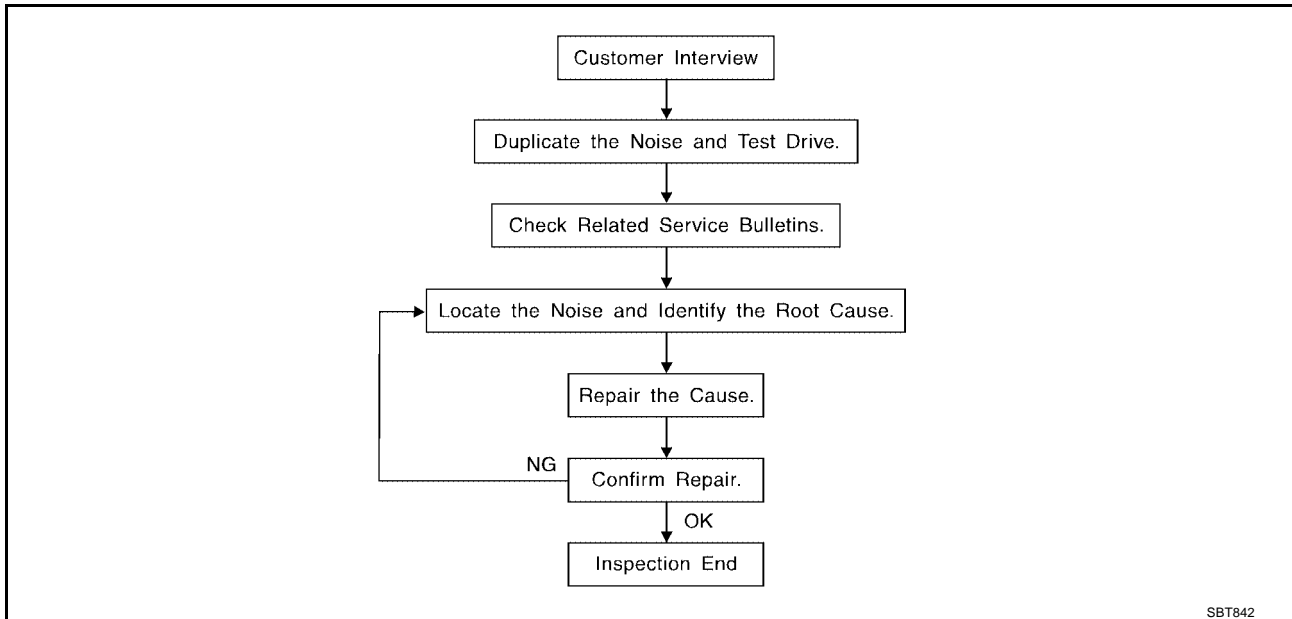 Customer Interview
Duplicate the Noise and Test Drive.
Check Related Service Bulletins.
Locate the Noise and Identify the Root Cause.
Repair the Cause.
NG
Confirm Repair.
OK
Inspection End
SBT842